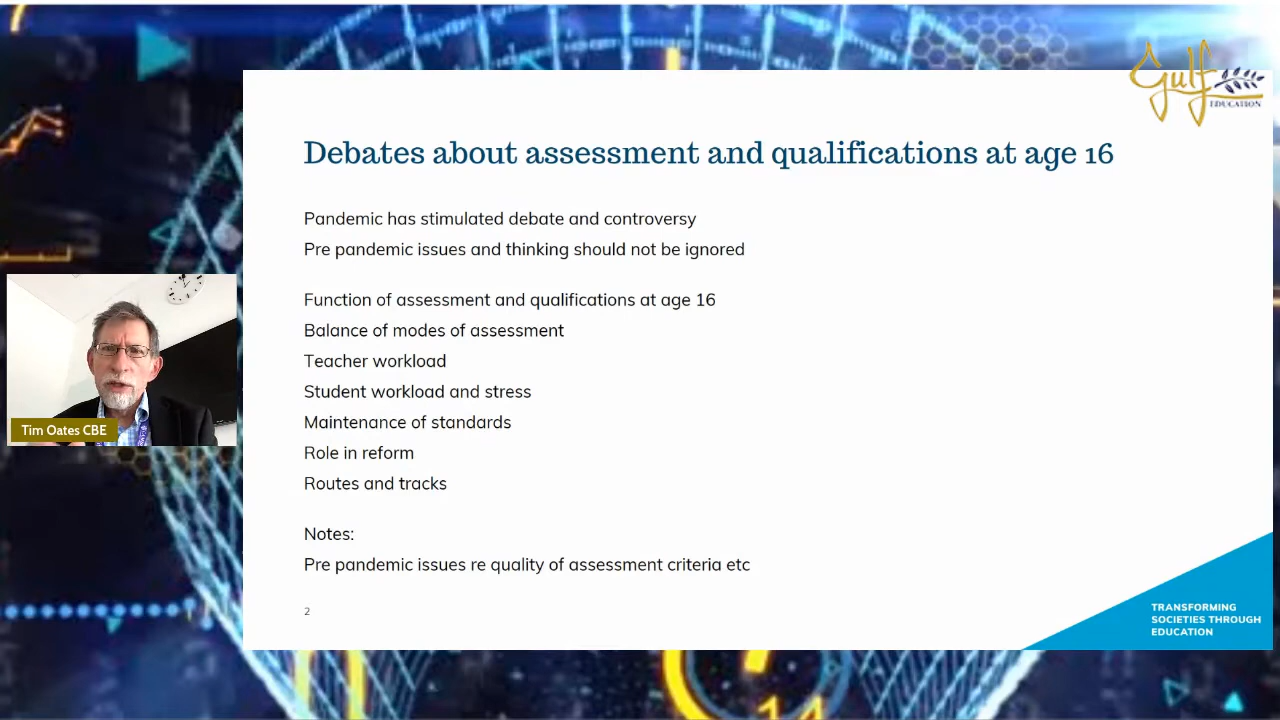 Gulf
EDUCATION
Debates about assessment and qualifications at age 16
Pandemic has stimulated debate and controversy
Pre pandemic issues and thinking should not be ignored
Function of assessment and qualifications at age 16
Balance of modes of assessment
Teacher workload
Student workload and stress
Maintenance of standards
Role in reform
Routes and tracks
Notes:
Pre pandemic issues re quality of assessment criteria etc
2
TRANSFORMING
SOCIETIES THROUGH
EDUCATION
Tim Oates CBE
14